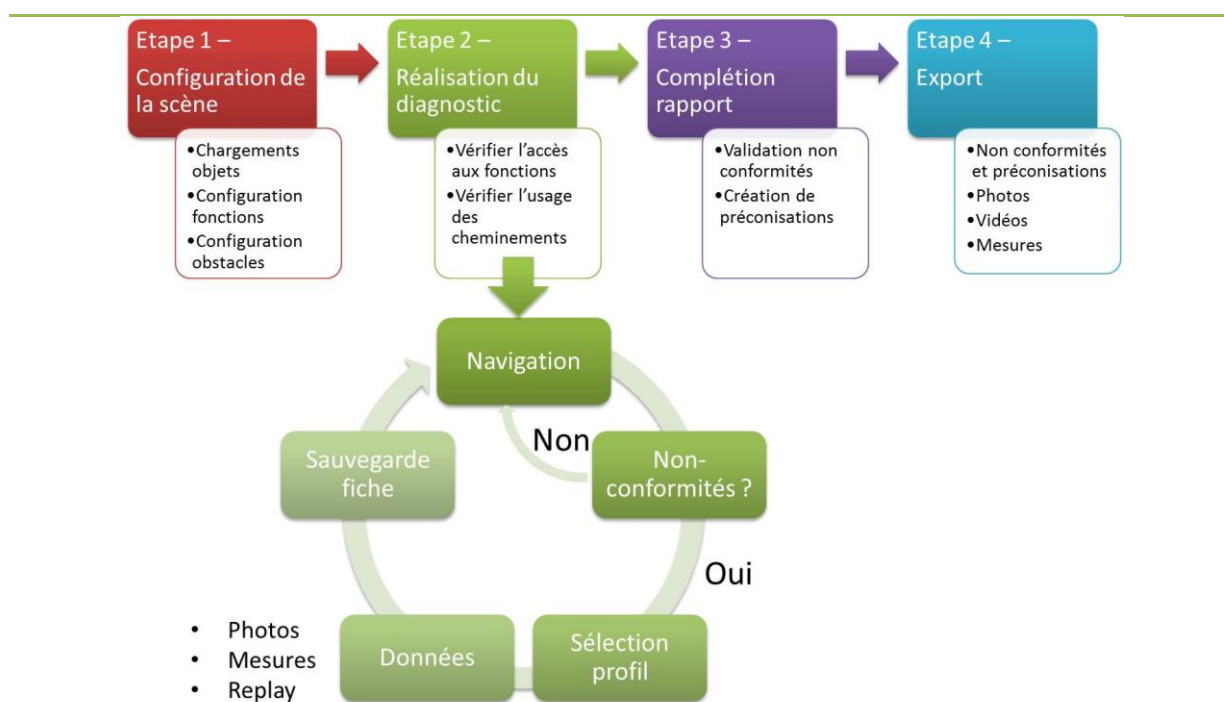 Etape 1 –
Configuration de
la scène
•Chargements
objets
•Configuration
fonctions
•Configuration
obstacles
Etape 2 –
Réalisation du
diagnostic
•Vérifier l'accès
aux fonctions
•Vérifier l'usage
des
cheminements
Etape 3 –
Complétion
rapport
•Validation non
conformités
•Création de
préconisations
Etape 4 –
Export
•Non conformités
et préconisations
•Photos
•Vidéos
•Mesures
Navigation
Non
Non-
conformités ?
Oui
Sélection
profil
Données
• Photos
• Mesures
• Replay
Sauvegarde
fiche